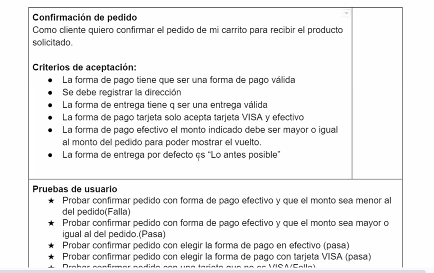 Confirmación de pedido
Como cliente quiero confirmar el pedido de mi carrito para recibir el producto
solicitado.
Criterios de aceptación:
● La forma de pago tiene que ser una forma de pago válida
● Se debe registrar la dirección
● La forma de entrega tiene q ser una entrega válida
● La forma de pago tarjeta solo acepta tarjeta VISA y efectivo
● La forma de pago efectivo el monto indicado debe ser mayor o igual
al monto del pedido para poder mostrar el vuelto.
● La forma de entrega por defecto es “Lo antes posible”
Pruebas de usuario
★ Probar confirmar pedido con forma de pago efectivo y que el monto sea menor al
del pedido(Falla)
★ Probar confirmar pedido con forma de pago efectivo y que el monto sea mayor o
igual al del pedido.(Pasa)
★ Probar confirmar pedido con elegir la forma de pago en efectivo (pasa)
★ Probar confirmar pedido con elegir la forma de pago con tarjeta VISA (pasa)
★ Probar confirmar pedido con una tarjeta que no es VISA(Falla)